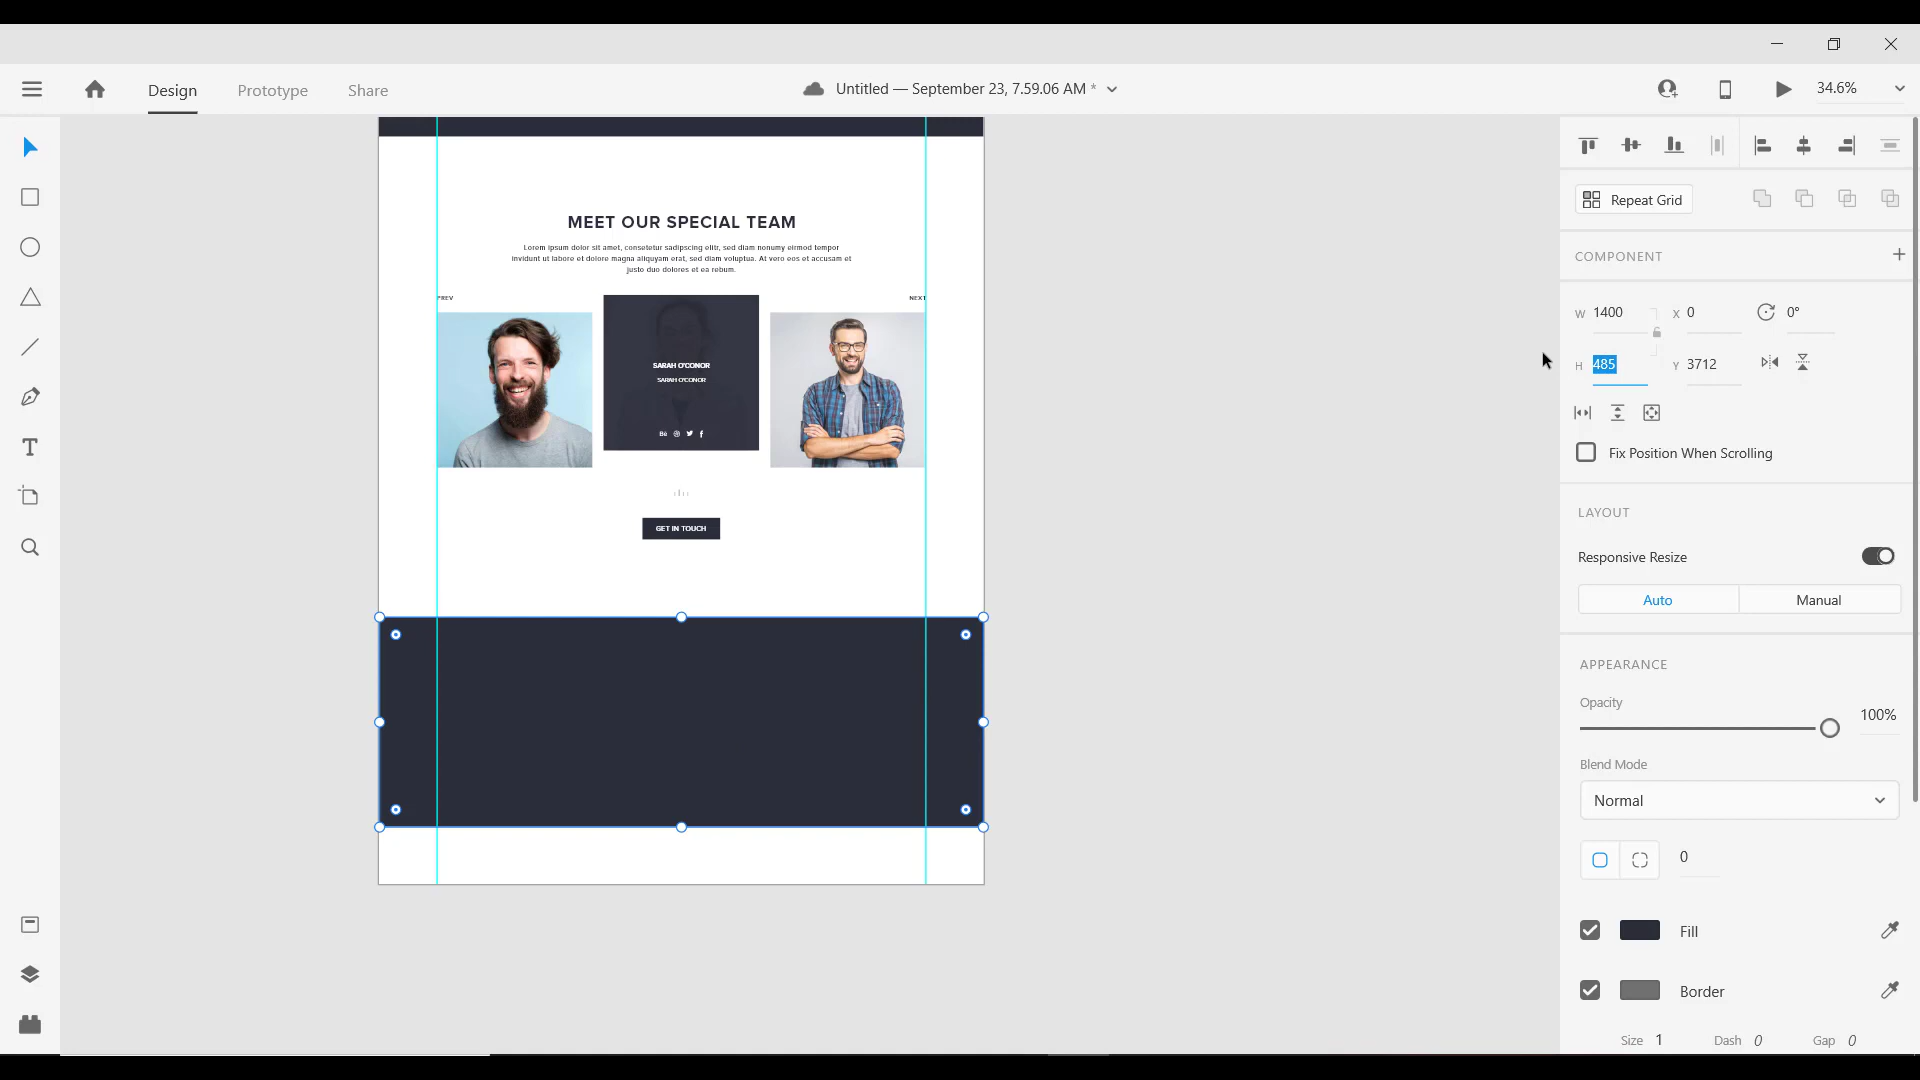 Design
Prototype
Share
Untitled — September 23, 7.59.06 AM *
34.6%
Repeat Grid
COMPONENT
W 1400
X 0
0°
H 485
Y 3712
Fix Position When Scrolling
LAYOUT
Responsive Resize
Auto
Manual
APPEARANCE
Opacity
100%
Blend Mode
Normal
0
Fill
Border
Size 1
Dash 0
Gap 0
MEET OUR SPECIAL TEAM
Lorem ipsum dolor sit amet, consetetur sadipscing elitr, sed diam nonumy eirmod tempor
invidunt ut labore et dolore magna aliquyam erat, sed diam voluptua. At vero eos et accusam et
justo duo dolores et ea rebum.
PREV
NEXT
SARAH O'CONOR
SARAH O'CONOR
Bē
GET IN TOUCH